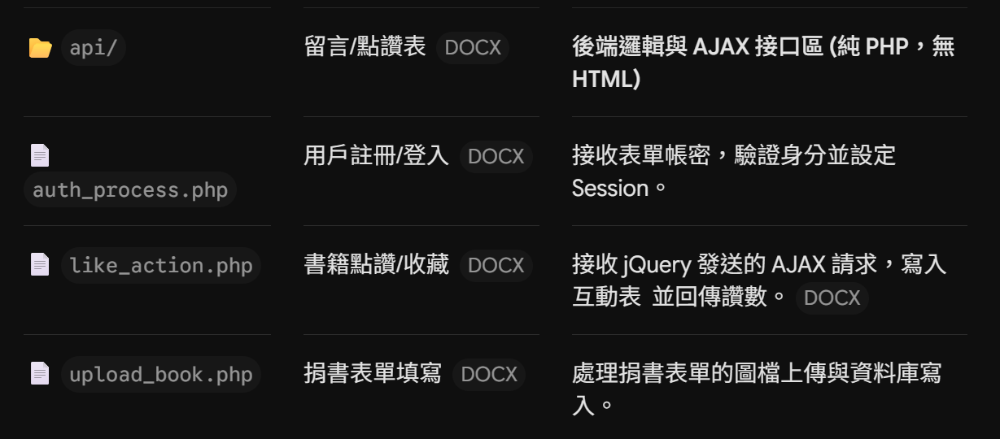 api/ 留言/點讚表 DOCX 後端邏輯與 AJAX 接口區 (純 PHP，無
HTML)
用戶註冊/登入 DOCX 接收表單帳密，驗證身分並設定
auth_process.php Session。
like_action.php 書籍點讚/收藏 DOCX 接收 jQuery 發送的 AJAX 請求，寫入
互動表 並回傳讚數。 DOCX
upload_book.php 捐書表單填寫 DOCX 處理捐書表單的圖檔上傳與資料庫寫
入。